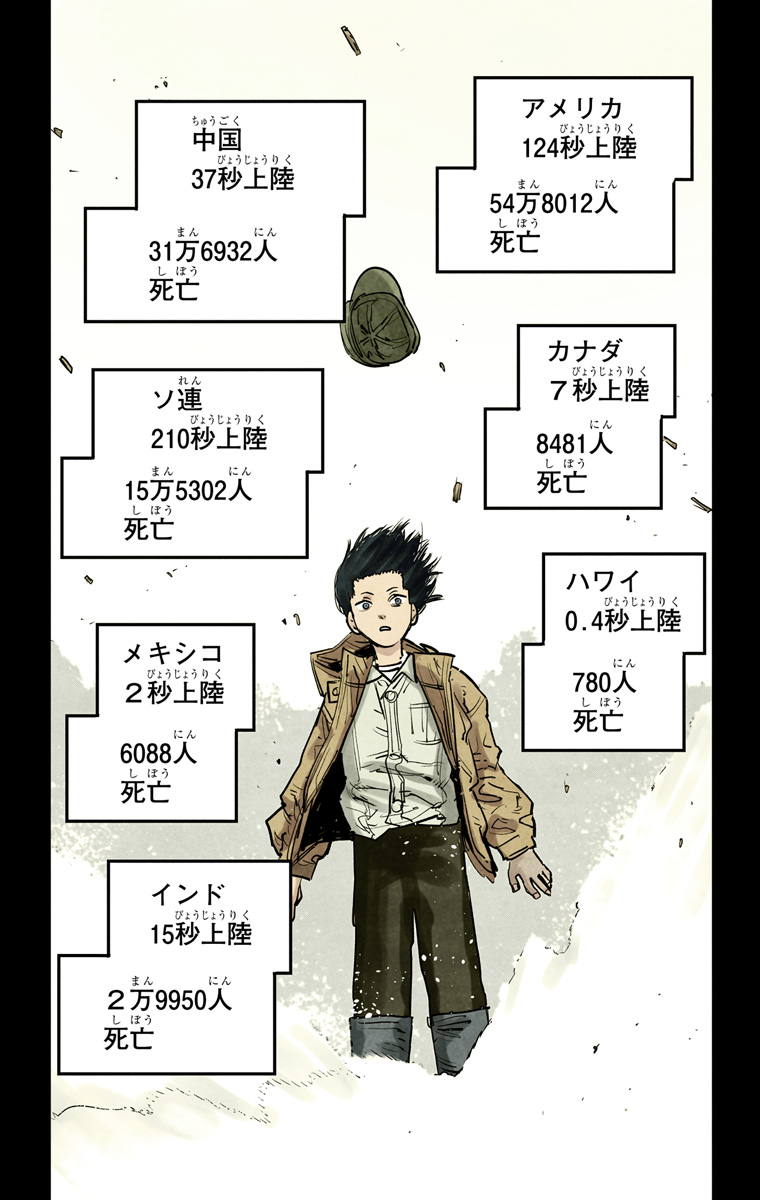 アメリカ
124秒上陸
54万8012人
死亡
中国
37秒上陸
31万6932人
死亡
カナダ
7秒上陸
8481人
死亡
ソ連
210秒上陸
15万5302人
死亡
ハワイ
0.4秒上陸
780人
死亡
メキシコ
2秒上陸
6088人
死亡
インド
15秒上陸
2万9950人
死亡